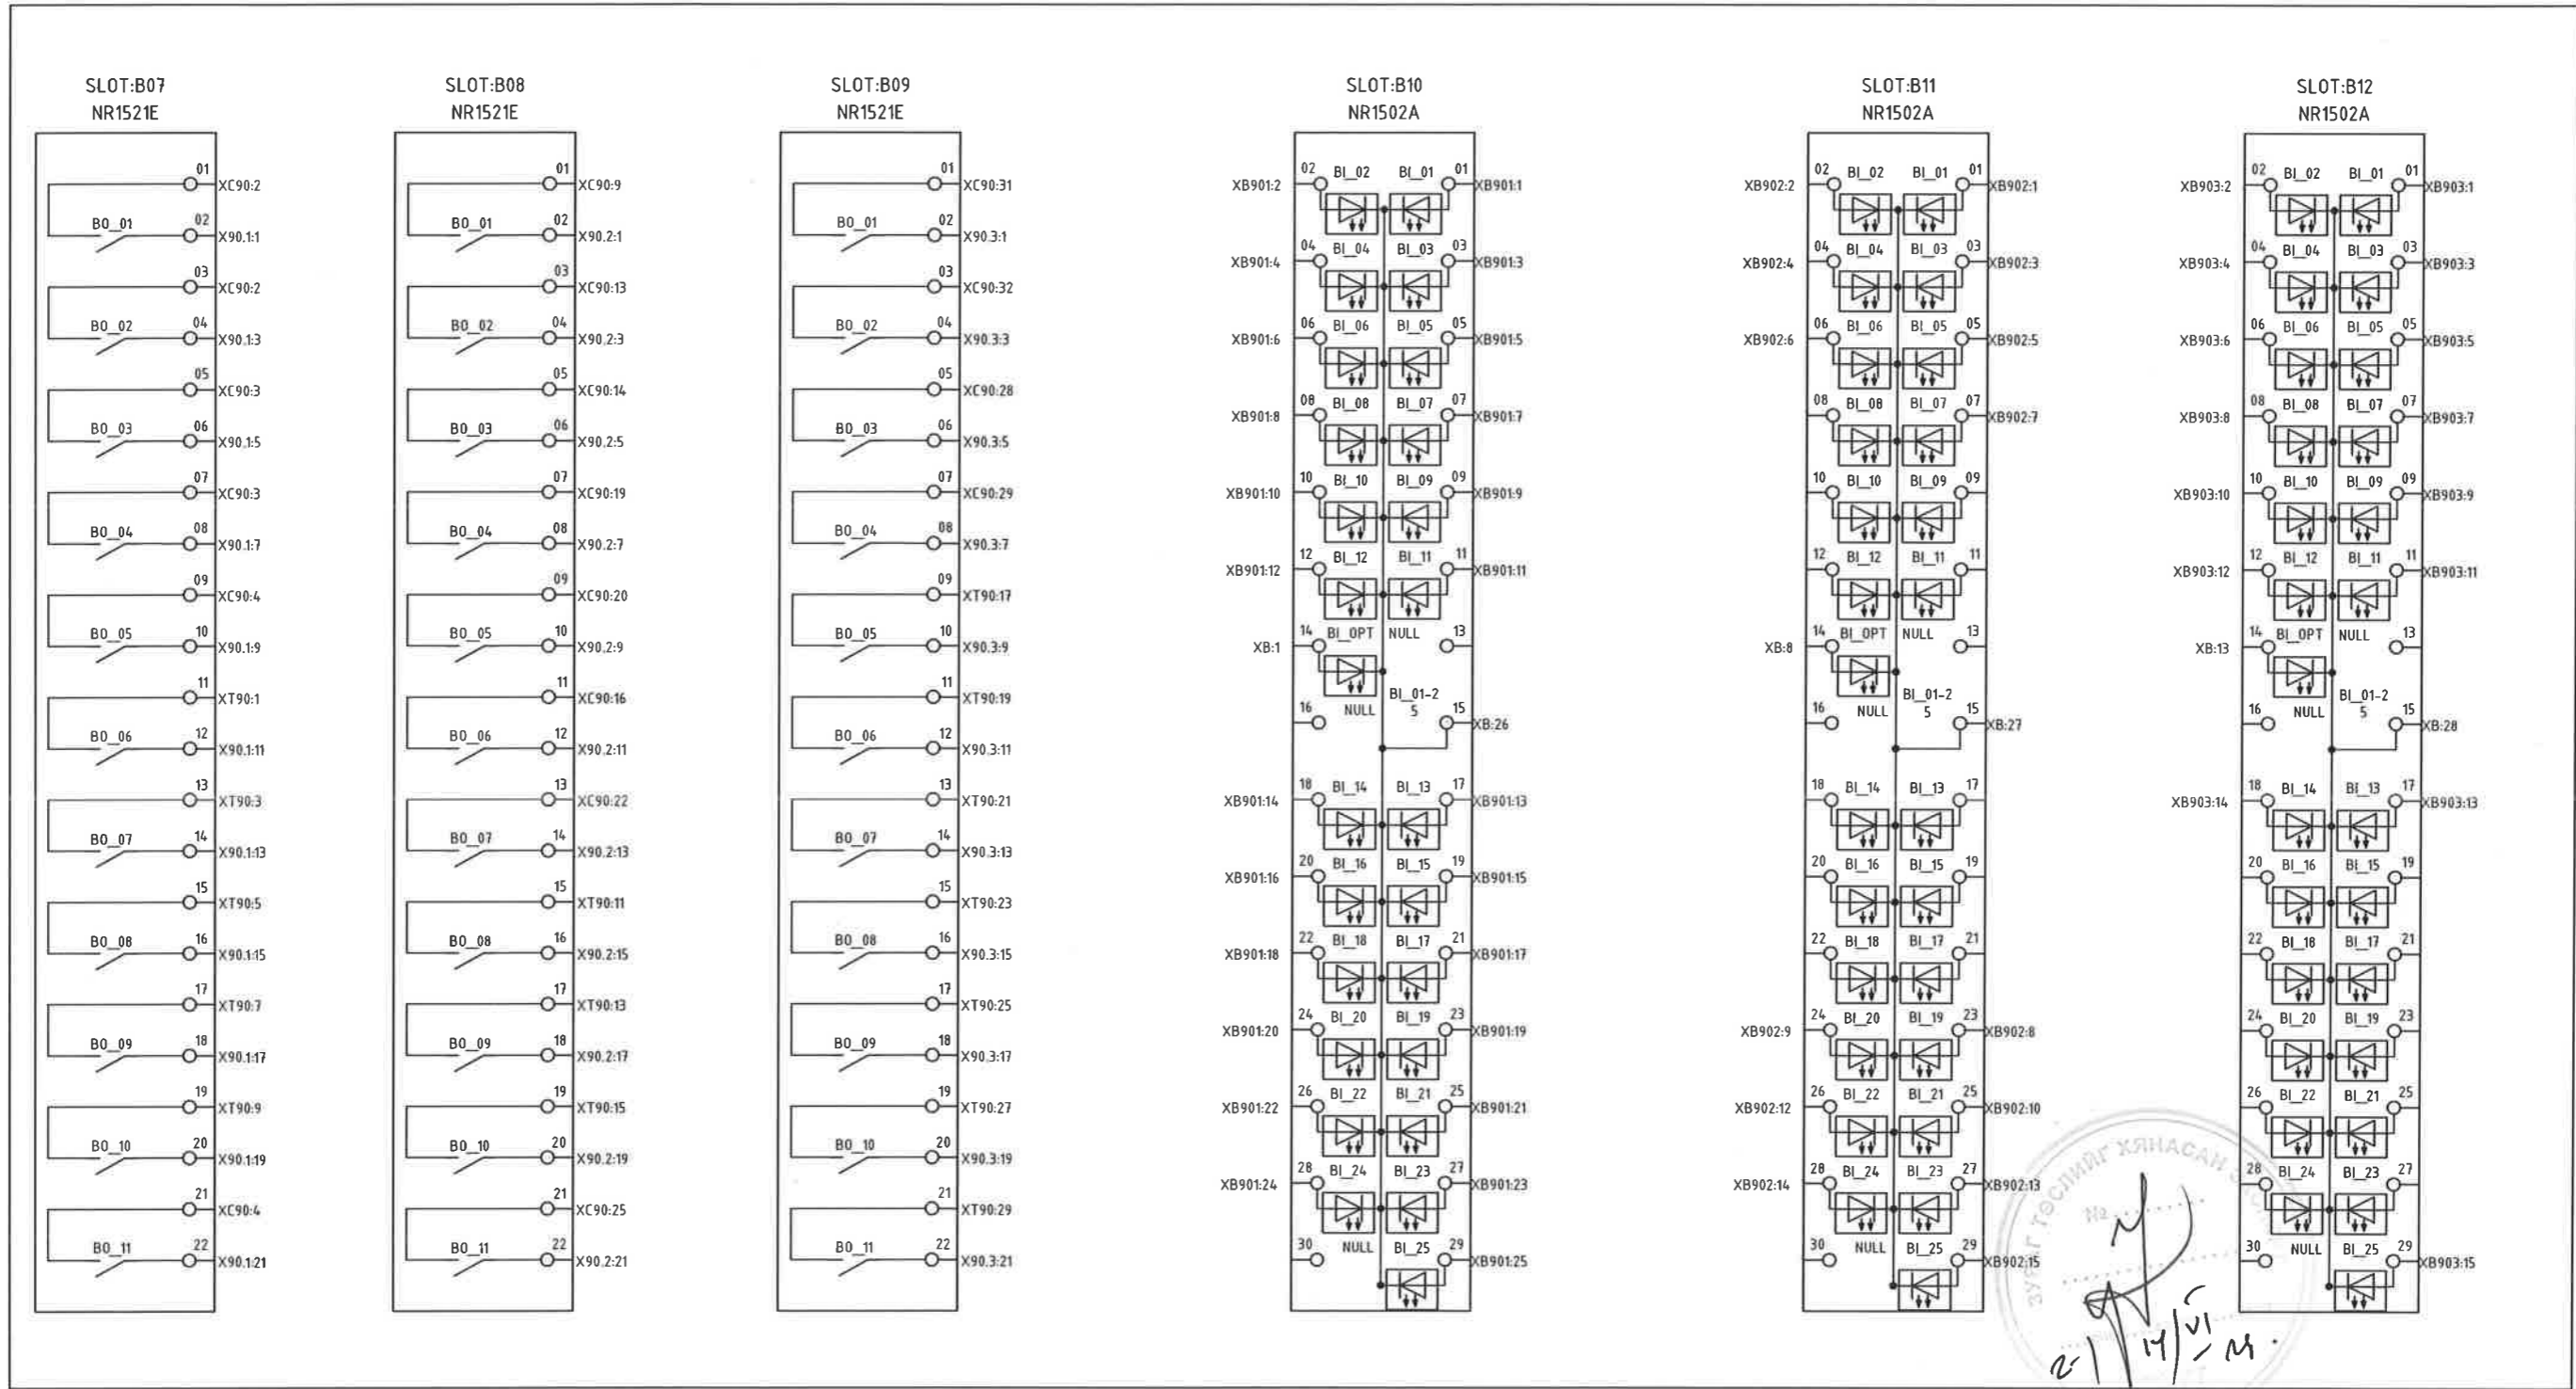 SLOT:B07
NR1521E
01 XC90:2
BO_01 02 X90.1:1
03 XC90:2
BO_02 04 X90.1:3
05 XC90:3
BO_03 06 X90.1:5
07 XC90:3
BO_04 08 X90.1:7
09 XC90:4
BO_05 10 X90.1:9
11 XT90:1
BO_06 12 X90.1:11
13 XT90:3
BO_07 14 X90.1:13
15 XT90:5
BO_08 16 X90.1:15
17 XT90:7
BO_09 18 X90.1:17
19 XT90:9
BO_10 20 X90.1:19
21 XC90:4
BO_11 22 X90.1:21
SLOT:B08
NR1521E
01 XC90:9
BO_01 02 X90.2:1
03 XC90:13
BO_02 04 X90.2:3
05 XC90:14
BO_03 06 X90.2:5
07 XC90:19
BO_04 08 X90.2:7
09 XC90:20
BO_05 10 X90.2:9
11 XC90:16
BO_06 12 X90.2:11
13 XC90:22
BO_07 14 X90.2:13
15 XT90:11
BO_08 16 X90.2:15
17 XT90:13
BO_09 18 X90.2:17
19 XT90:15
BO_10 20 X90.2:19
21 XC90:25
BO_11 22 X90.2:21
SLOT:B09
NR1521E
01 XC90:31
BO_01 02 X90.3:1
03 XC90:32
BO_02 04 X90.3:3
05 XC90:28
BO_03 06 X90.3:5
07 XC90:29
BO_04 08 X90.3:7
09 XT90:17
BO_05 10 X90.3:9
11 XT90:19
BO_06 12 X90.3:11
13 XT90:21
BO_07 14 X90.3:13
15 XT90:23
BO_08 16 X90.3:15
17 XT90:25
BO_09 18 X90.3:17
19 XT90:27
BO_10 20 X90.3:19
21 XT90:29
BO_11 22 X90.3:21
SLOT:B10
NR1502A
XB901:2 02 BI_02 BI_01 01 XB901:1
XB901:4 04 BI_04 BI_03 03 XB901:3
XB901:6 06 BI_06 BI_05 05 XB901:5
XB901:8 08 BI_08 BI_07 07 XB901:7
XB901:10 10 BI_10 BI_09 09 XB901:9
XB901:12 12 BI_12 BI_11 11 XB901:11
XB:1 14 BI_OPT NULL 13
16 NULL BI_01-2
5 15 XB:26
XB901:14 18 BI_14 BI_13 17 XB901:13
XB901:16 20 BI_16 BI_15 19 XB901:15
XB901:18 22 BI_18 BI_17 21 XB901:17
XB901:20 24 BI_20 BI_19 23 XB901:19
XB901:22 26 BI_22 BI_21 25 XB901:21
XB901:24 28 BI_24 BI_23 27 XB901:23
30 NULL BI_25 29 XB901:25
SLOT:B11
NR1502A
XB902:2 02 BI_02 BI_01 01 XB902:1
XB902:4 04 BI_04 BI_03 03 XB902:3
XB902:6 06 BI_06 BI_05 05 XB902:5
08 BI_08 BI_07 07 XB902:7
10 BI_10 BI_09 09
12 BI_12 BI_11 11
XB:8 14 BI_OPT NULL 13
16 NULL BI_01-2
5 15 XB:27
18 BI_14 BI_13 17
20 BI_16 BI_15 19
22 BI_18 BI_17 21
XB902:9 24 BI_20 BI_19 23 XB902:8
XB902:12 26 BI_22 BI_21 25 XB902:10
XB902:14 28 BI_24 BI_23 27 XB902:13
30 NULL BI_25 29 XB902:15
SLOT:B12
NR1502A
XB903:2 02 BI_02 BI_01 01 XB903:1
XB903:4 04 BI_04 BI_03 03 XB903:3
XB903:6 06 BI_06 BI_05 05 XB903:5
XB903:8 08 BI_08 BI_07 07 XB903:7
XB903:10 10 BI_10 BI_09 09 XB903:9
XB903:12 12 BI_12 BI_11 11 XB903:11
XB:13 14 BI_OPT NULL 13
16 NULL BI_01-2
5 15 XB:28
XB903:14 18 BI_14 BI_13 17 XB903:13
20 BI_16 BI_15 19
22 BI_18 BI_17 21
24 BI_20 BI_19 23
26 BI_22 BI_21 25
28 BI_24 BI_23 27
30 NULL BI_25 29 XB903:15
ЗУРАГ ТӨСЛИЙГ ХЯНАСАН
№